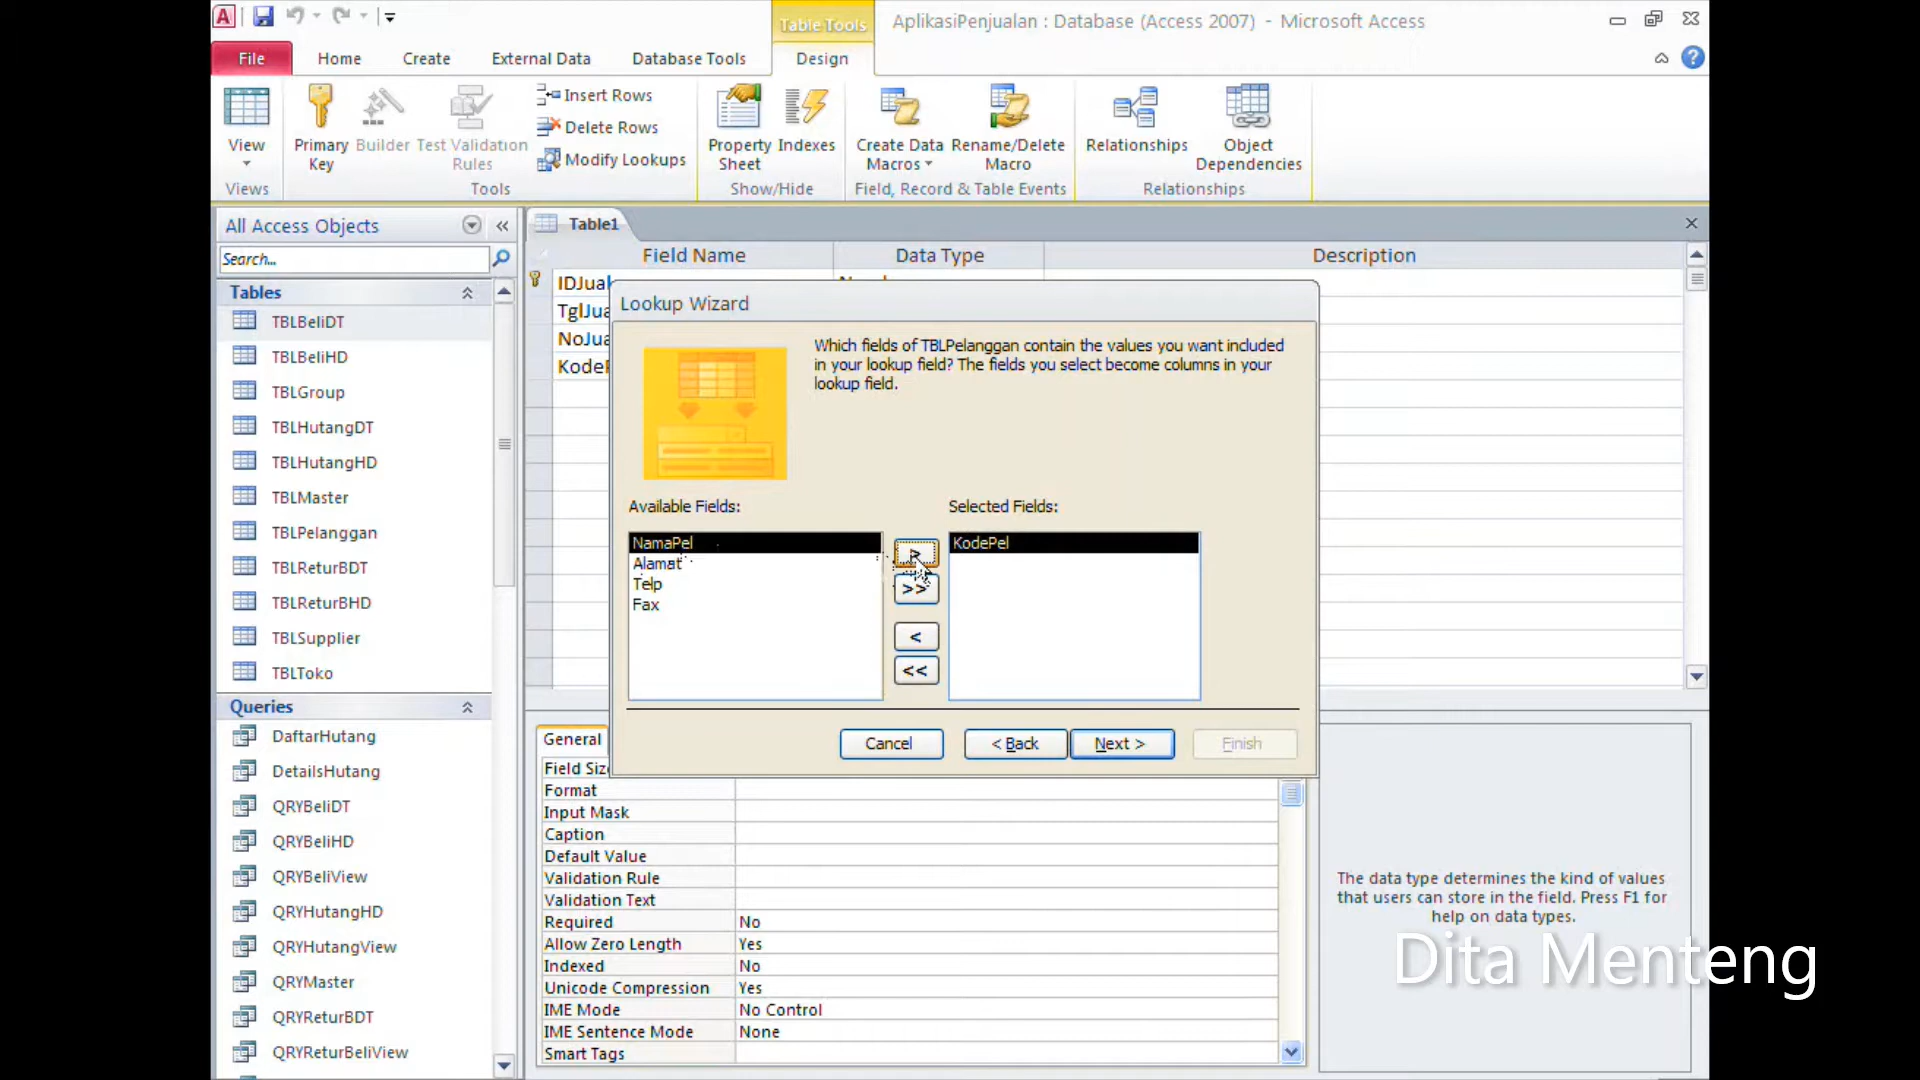 AplikasiPenjualan : Database (Access 2007) - Microsoft Access
Table Tools
File
Home
Create
External Data
Database Tools
Design
View
Primary Key
Builder
Test Validation Rules
Insert Rows
Delete Rows
Modify Lookups
Property Sheet
Indexes
Create Data Macros
Rename/Delete Macro
Relationships
Object Dependencies
Views
Tools
Show/Hide
Field, Record & Table Events
Relationships
All Access Objects
Search...
Tables
TBLBeliDT
TBLBeliHD
TBLGroup
TBLHutangDT
TBLHutangHD
TBLMaster
TBLPelanggan
TBLReturBDT
TBLReturBHD
TBLSupplier
TBLToko
Queries
DaftarHutang
DetailsHutang
QRYBeliDT
QRYBeliHD
QRYBeliView
QRYHutangHD
QRYHutangView
QRYMaster
QRYReturBDT
QRYReturBeliView
Table1
Field Name
Data Type
Description
IDJual
TglJua
NoJua
KodeP
Lookup Wizard
Which fields of TBLPelanggan contain the values you want included
in your lookup field? The fields you select become columns in your
lookup field.
Available Fields:
NamaPel
Alamat
Telp
Fax
>
>>
<
<<
Selected Fields:
KodePel
Cancel
< Back
Next >
Finish
General
Field Siz
Format
Input Mask
Caption
Default Value
Validation Rule
Validation Text
Required No
Allow Zero Length Yes
Indexed No
Unicode Compression Yes
IME Mode No Control
IME Sentence Mode None
Smart Tags
The data type determines the kind of values
that users can store in the field. Press F1 for
help on data types.
Dita Menteng